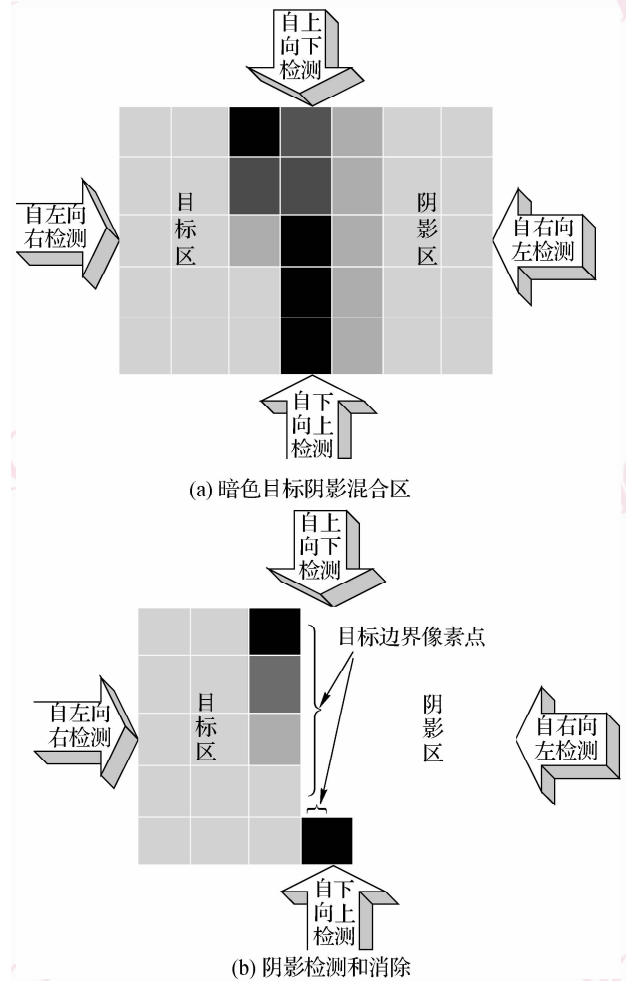 自上
向下
检测
自左向
右检测
目
标
区
阴
影
区
自右向
左检测
自下
向上
检测
(a) 暗色目标阴影混合区
自上
向下
检测
目标边界像素点
自左向
右检测
目
标
区
阴
影
区
自右向
左检测
自下
向上
检测
(b) 阴影检测和消除